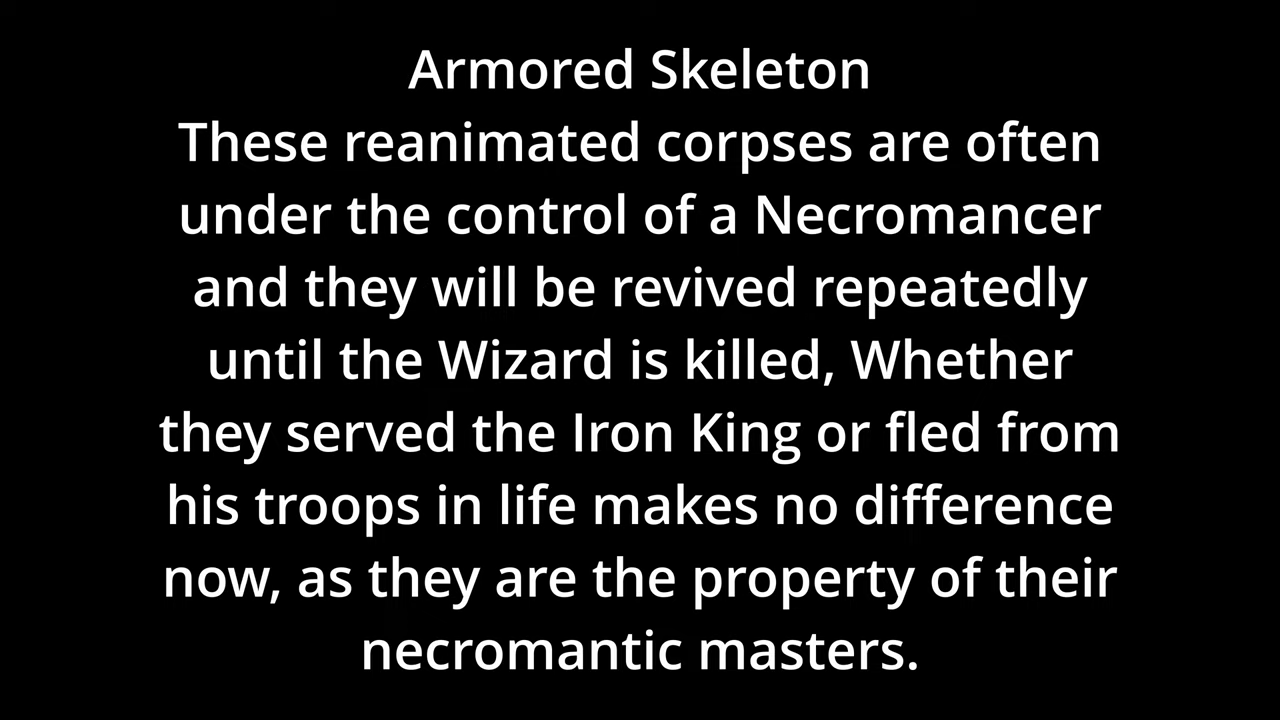 Armored Skeleton
These reanimated corpses are often
under the control of a Necromancer
and they will be revived repeatedly
until the Wizard is killed, Whether
they served the Iron King or fled from
his troops in life makes no difference
now, as they are the property of their
necromantic masters.